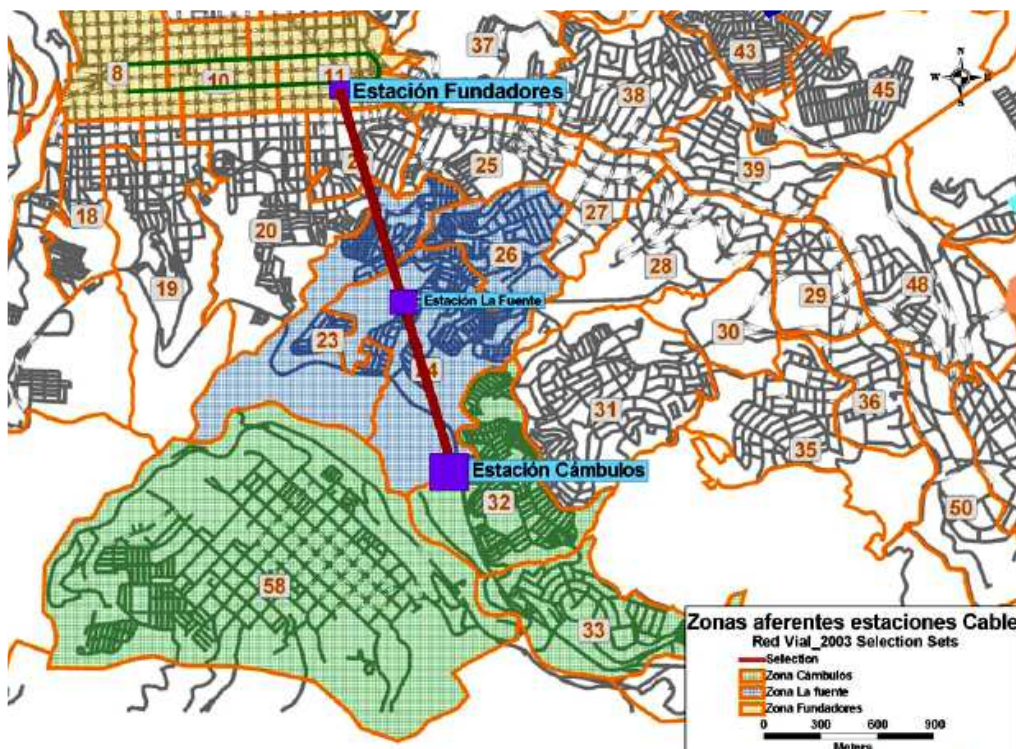 37
43
8
10
11
Estación Fundadores
45
38
N
W
E
S
25
39
18
20
27
26
19
28
Estación La Fuente
29
48
23
30
31
36
35
Estación Cámbulos
32
50
58
33
Zonas aferentes estaciones Cable
Red Vial_2003 Selection Sets
Selection
Zona Cámbulos
Zona La fuente
Zona Fundadores
0 300 600 900
Meters